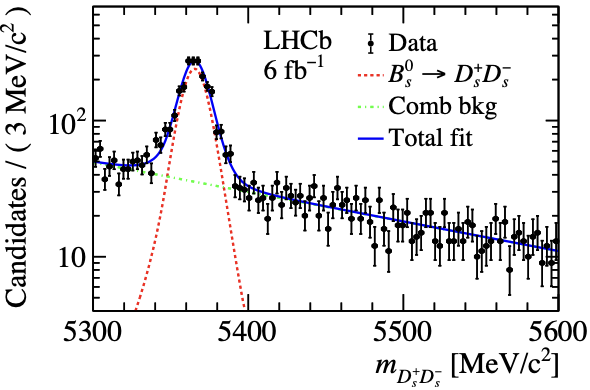 Candidates / ( 3 MeV/c²)
10²
10
LHCb
6 fb⁻¹
Data
B⁰ₛ → D⁺ₛD⁻ₛ
Comb bkg
Total fit
5300 5400 5500 5600
m_{D⁺ₛD⁻ₛ} [MeV/c²]